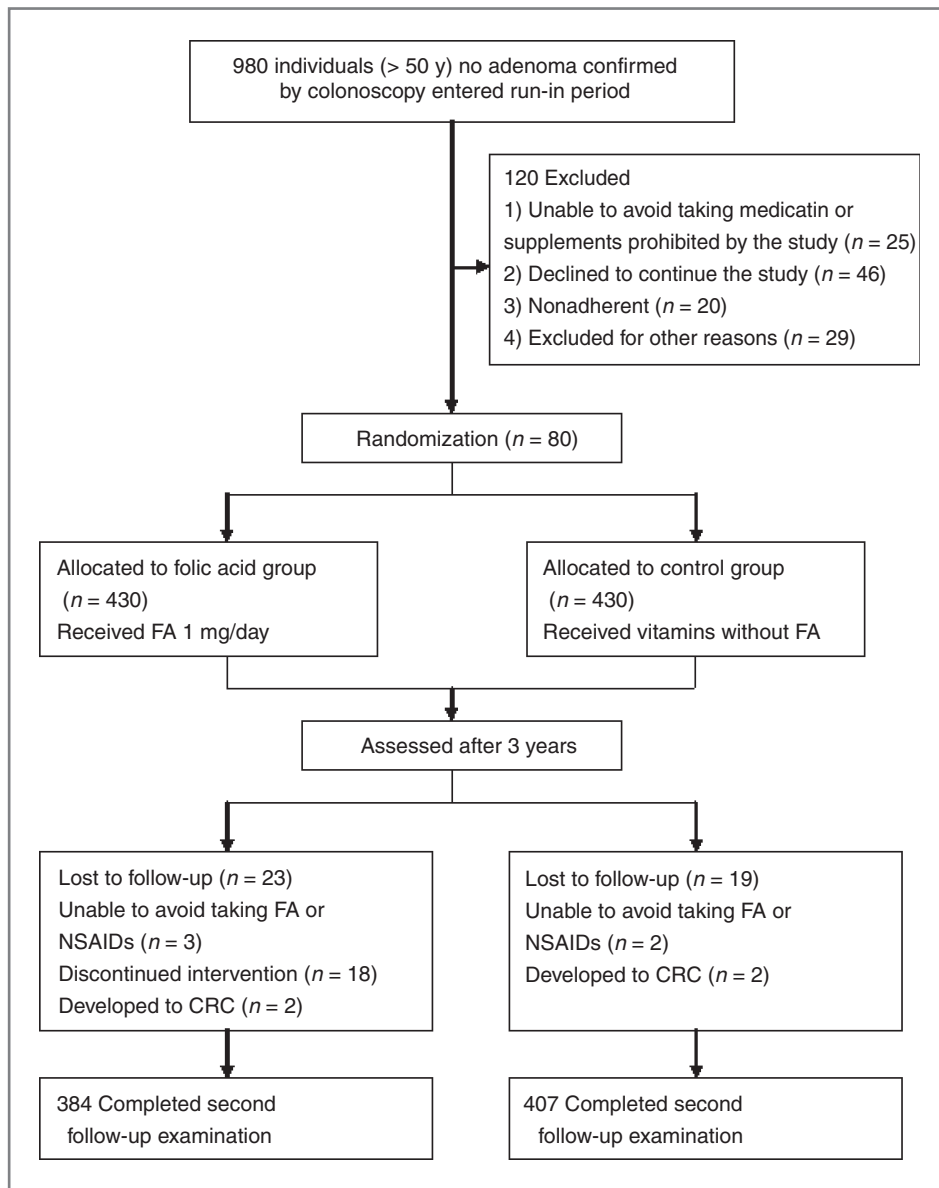 980 individuals (> 50 y) no adenoma confirmed
by colonoscopy entered run-in period
120 Excluded
1) Unable to avoid taking medicatin or
supplements prohibited by the study (n = 25)
2) Declined to continue the study (n = 46)
3) Nonadherent (n = 20)
4) Excluded for other reasons (n = 29)
Randomization (n = 80)
Allocated to folic acid group
(n = 430)
Received FA 1 mg/day
Allocated to control group
(n = 430)
Received vitamins without FA
Assessed after 3 years
Lost to follow-up (n = 23)
Unable to avoid taking FA or
NSAIDs (n = 3)
Discontinued intervention (n = 18)
Developed to CRC (n = 2)
Lost to follow-up (n = 19)
Unable to avoid taking FA or
NSAIDs (n = 2)
Developed to CRC (n = 2)
384 Completed second
follow-up examination
407 Completed second
follow-up examination